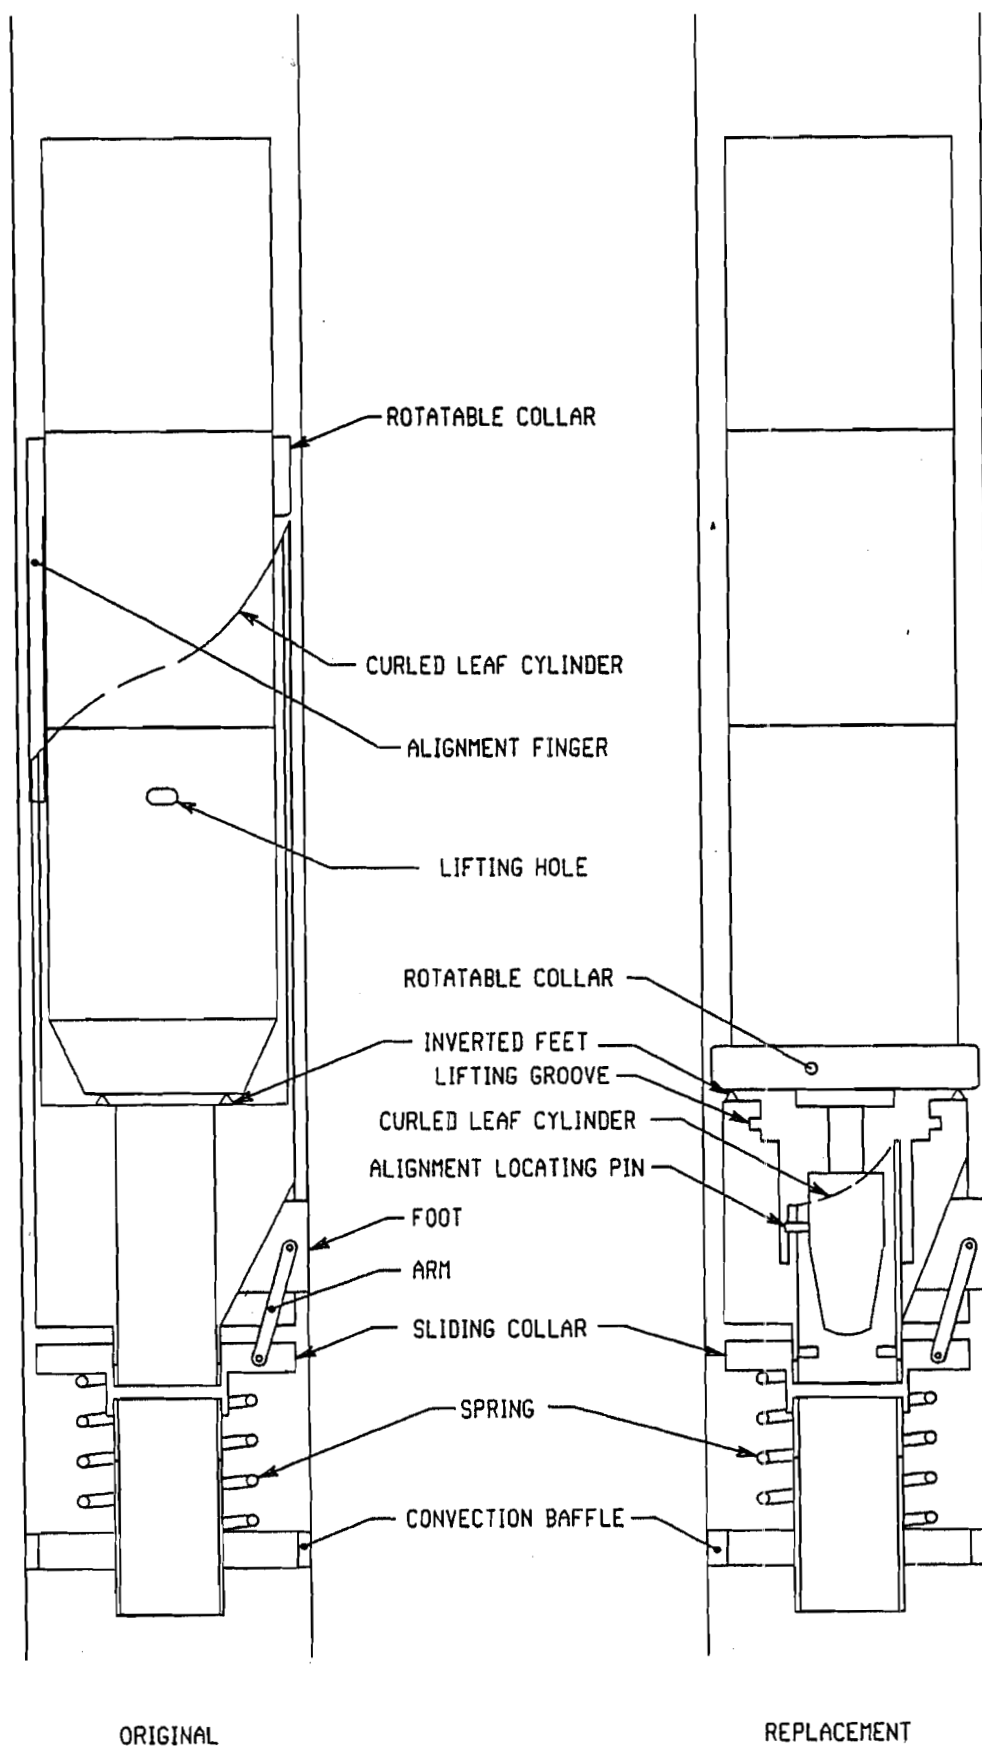 ROTATABLE COLLAR
CURLED LEAF CYLINDER
ALIGNMENT FINGER
LIFTING HOLE
ROTATABLE COLLAR
INVERTED FEET
LIFTING GROOVE
CURLED LEAF CYLINDER
ALIGNMENT LOCATING PIN
FOOT
ARM
SLIDING COLLAR
SPRING
CONVECTION BAFFLE
ORIGINAL
REPLACEMENT